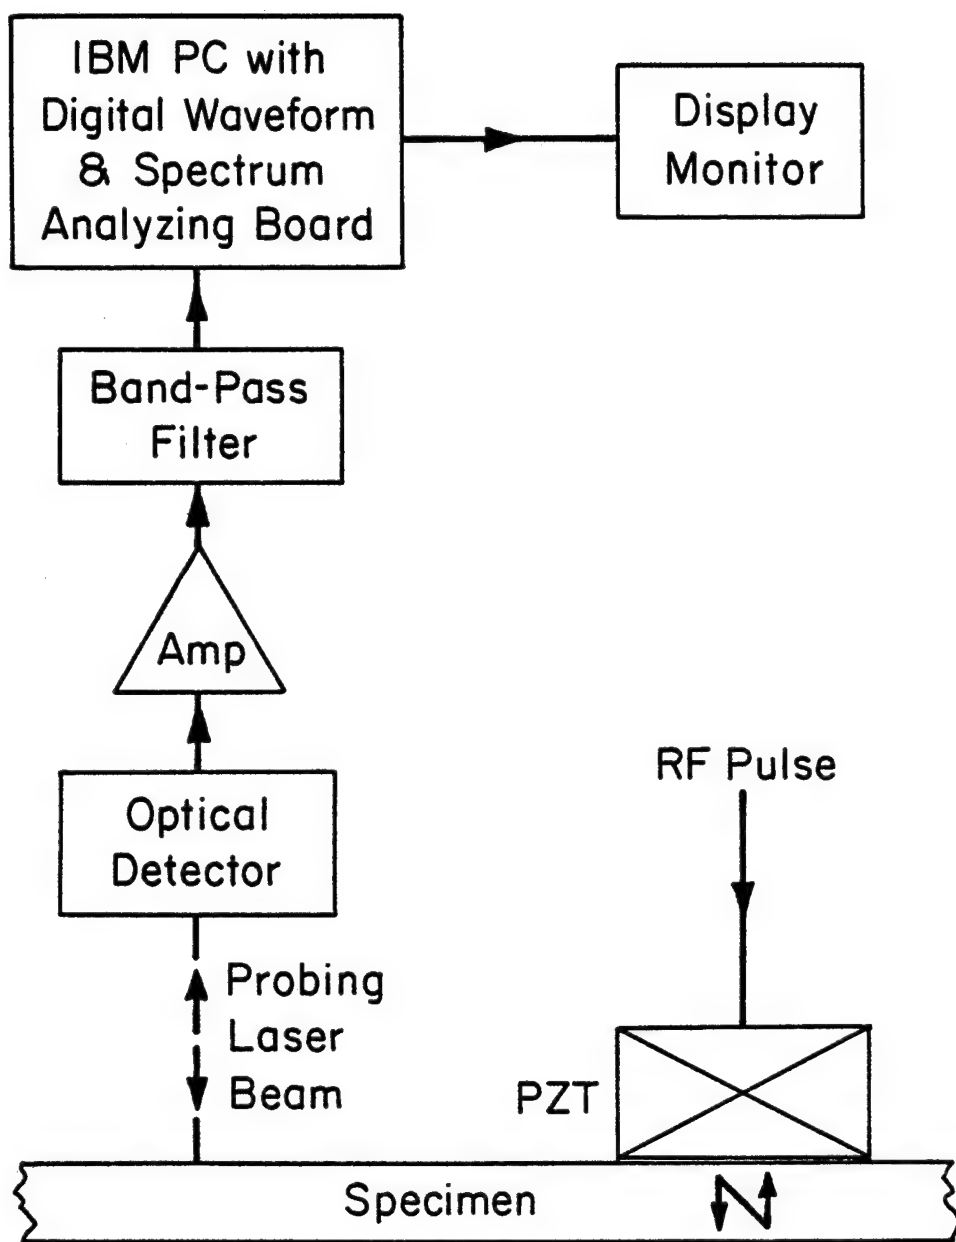 IBM PC with
Digital Waveform
& Spectrum
Analyzing Board
Display
Monitor
Band-Pass
Filter
Amp
Optical
Detector
RF Pulse
Probing
Laser
Beam
PZT
Specimen